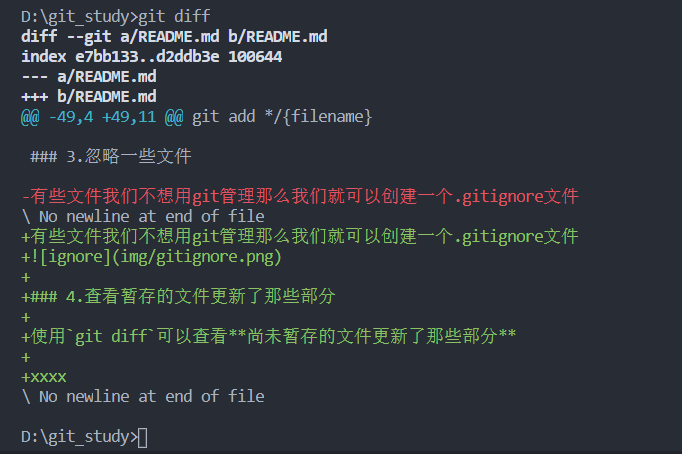 D:\git_study>git diff
diff --git a/README.md b/README.md
index e7bb133..d2ddb3e 100644
--- a/README.md
+++ b/README.md
@@ -49,4 +49,11 @@ git add */{filename}
 ### 3.忽略一些文件
-有些文件我们不想用git管理那么我们就可以创建一个.gitignore文件
\ No newline at end of file
+有些文件我们不想用git管理那么我们就可以创建一个.gitignore文件
+![ignore](img/gitignore.png)
+
+### 4.查看暂存的文件更新了那些部分
+
+使用`git diff`可以查看**尚未暂存的文件更新了那些部分**
+
+xxxx
\ No newline at end of file
D:\git_study>